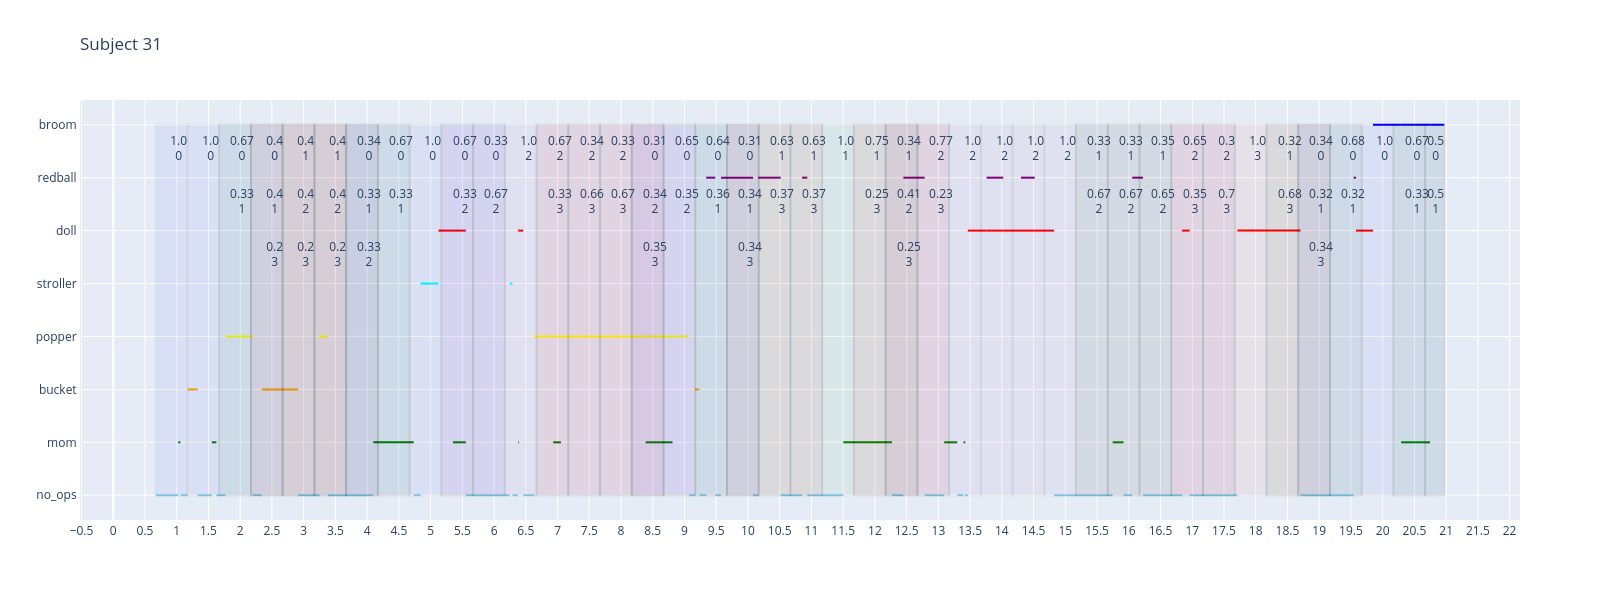 Subject 31
broom
1.0 1.0 0.67 0.4 0.4 0.4 0.34 0.67 1.0 0.67 0.33 1.0 0.67 0.34 0.33 0.31 0.65 0.64 0.31 0.63 0.63 1.0 0.75 0.34 0.77 1.0 1.0 1.0 1.0 0.33 0.33 0.35 0.65 0.3 1.0 0.32 0.34 0.68 1.0 0.67 0.5
0 0 0 0 1 1 0 0 0 0 0 2 2 2 2 0 0 0 0 1 1 1 1 1 2 2 2 2 2 1 1 1 2 2 3 1 0 0 0 0 0
redball
0.33 0.4 0.4 0.4 0.33 0.33 0.33 0.67 0.33 0.66 0.67 0.34 0.35 0.36 0.34 0.37 0.37 0.25 0.41 0.23 0.67 0.67 0.65 0.35 0.7 0.68 0.32 0.32 0.33 0.5
1 1 2 2 1 1 2 2 3 3 3 2 2 1 1 3 3 3 2 3 2 2 2 3 3 3 1 1 1 1
doll
0.2 0.2 0.2 0.33 0.35 0.34 0.25 0.34
3 3 3 2 3 3 3 3
stroller
popper
bucket
mom
no_ops
−0.5 0 0.5 1 1.5 2 2.5 3 3.5 4 4.5 5 5.5 6 6.5 7 7.5 8 8.5 9 9.5 10 10.5 11 11.5 12 12.5 13 13.5 14 14.5 15 15.5 16 16.5 17 17.5 18 18.5 19 19.5 20 20.5 21 21.5 22